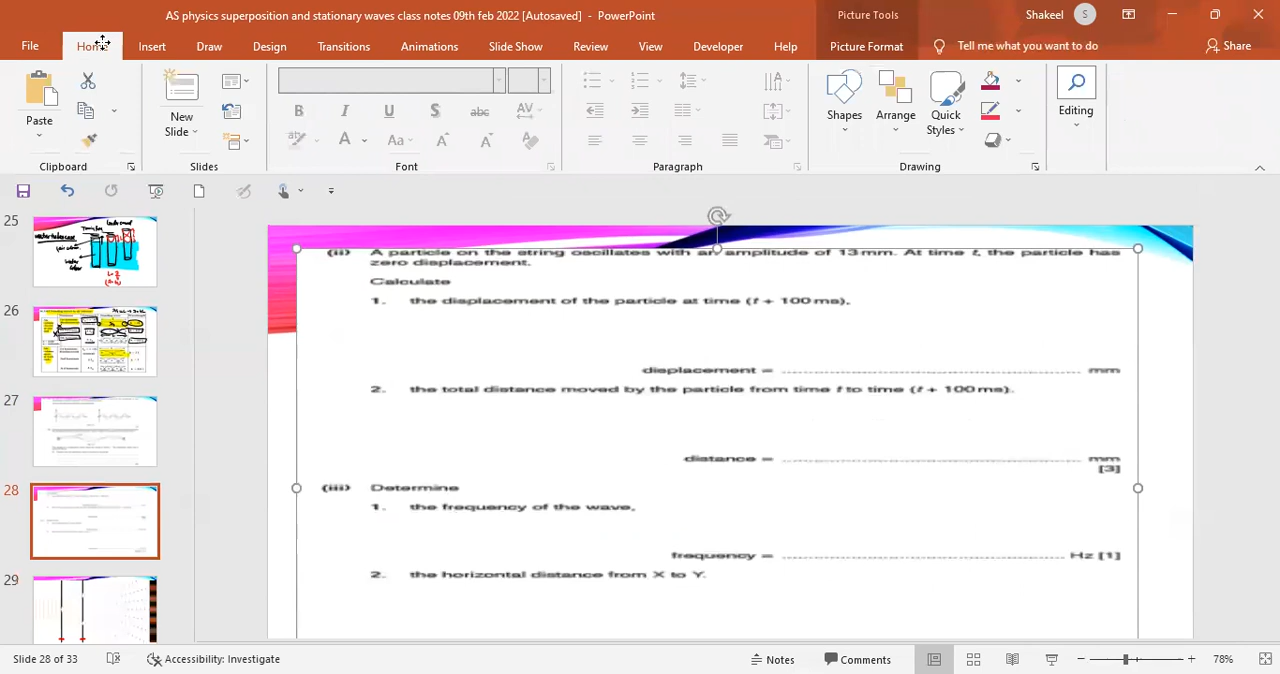 AS physics superposition and stationary waves class notes 09th feb 2022 [Autosaved] - PowerPoint
Picture Tools
Shakeel
S
File
Home
Insert
Draw
Design
Transitions
Animations
Slide Show
Review
View
Developer
Help
Picture Format
Tell me what you want to do
Share
Paste
New
Slide
B I U S abc AV
A Aa A A
Shapes
Arrange
Quick
Styles
Editing
Clipboard
Slides
Font
Paragraph
Drawing
25
26
27
28
29
(ii) A particle on the string oscillates with an amplitude of 13 mm. At time t, the particle has
zero displacement.
Calculate
1. the displacement of the particle at time (t + 100 ms),
displacement = ............................................................ mm
2. the total distance moved by the particle from time t to time (t + 100 ms).
distance = ............................................................ mm
[3]
(iii) Determine
1. the frequency of the wave,
frequency = ............................................................ Hz [1]
2. the horizontal distance from X to Y.
Slide 28 of 33
Accessibility: Investigate
Notes
Comments
78%